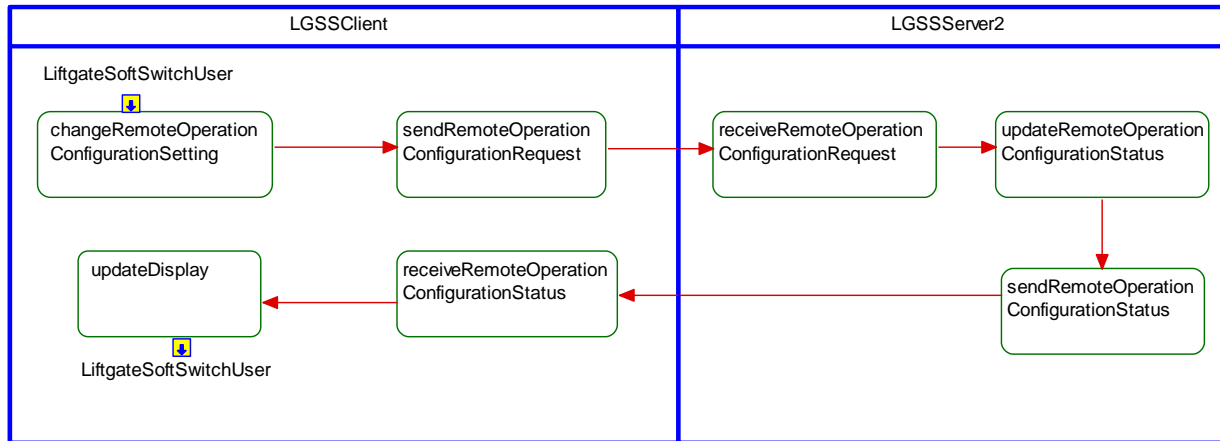 LGSSClient
LGSSServer2
LiftgateSoftSwitchUser
changeRemoteOperation
ConfigurationSetting
sendRemoteOperation
ConfigurationRequest
receiveRemoteOperation
ConfigurationRequest
updateRemoteOperation
ConfigurationStatus
updateDisplay
receiveRemoteOperation
ConfigurationStatus
sendRemoteOperation
ConfigurationStatus
LiftgateSoftSwitchUser